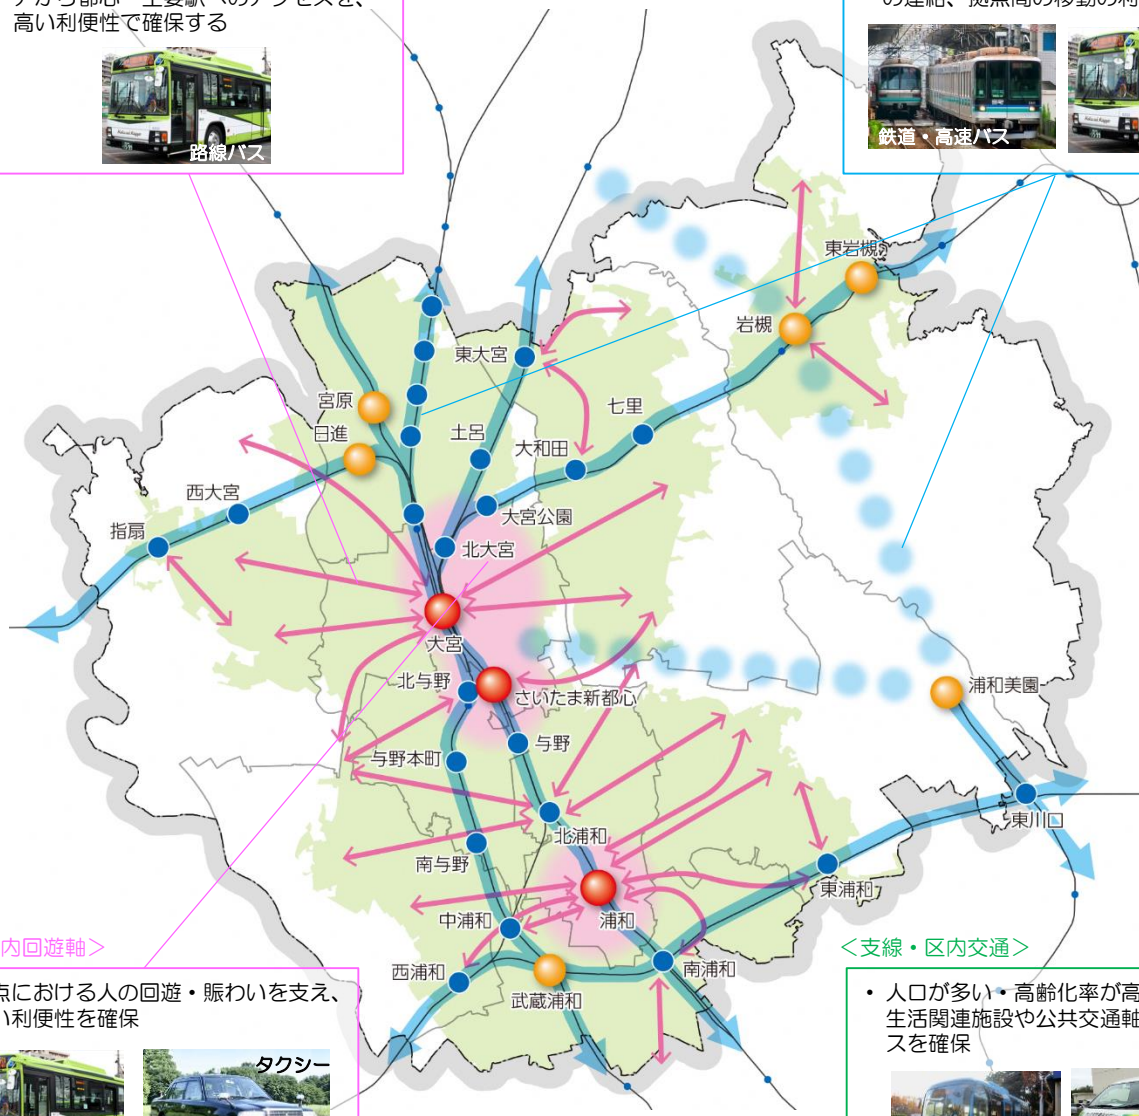 高い利便性で確保する
路線バス
鉄道・高速バス
東岩槻
岩槻
東大宮
宮原
七里
日進
土呂
大和田
西大宮
大宮公園
指扇
北大宮
大宮
北与野
さいたま新都心
浦和美園
与野
与野本町
東川口
北浦和
南与野
東浦和
中浦和
浦和
西浦和
南浦和
武蔵浦和
内回遊軸＞
点における人の回遊・賑わいを支え、
い利便性を確保
タクシー
＜支線・区内交通＞
• 人口が多い・高齢化率が高
生活関連施設や公共交通軸
スを確保